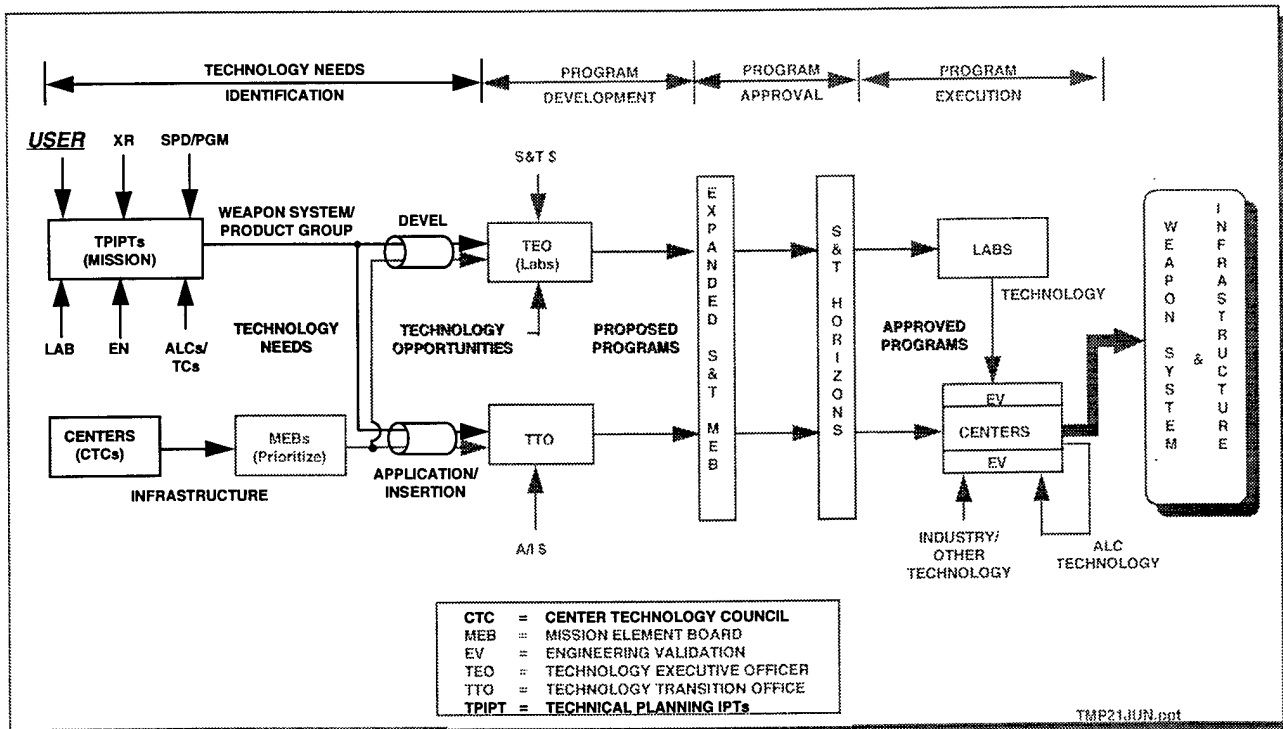 TECHNOLOGY NEEDS
IDENTIFICATION
PROGRAM
DEVELOPMENT
PROGRAM
APPROVAL
PROGRAM
EXECUTION
USER
XR
SPD/PGM
S&T $
WEAPON SYSTEM/
PRODUCT GROUP
DEVEL
TPIPTs
(MISSION)
TEO
(Labs)
LABS
TECHNOLOGY
LAB
EN
ALCs/
TCs
TECHNOLOGY
NEEDS
TECHNOLOGY
OPPORTUNITIES
PROPOSED
PROGRAMS
EXPANDED S&T MEB
S&T HORIZONS
APPROVED
PROGRAMS
WEAPON SYSTEM
&
INFRASTRUCTURE
CENTERS
(CTCs)
MEBs
(Prioritize)
TTO
EV
CENTERS
EV
INFRASTRUCTURE
APPLICATION/
INSERTION
A/I $
INDUSTRY/
OTHER
TECHNOLOGY
ALC
TECHNOLOGY
CTC = CENTER TECHNOLOGY COUNCIL
MEB = MISSION ELEMENT BOARD
EV = ENGINEERING VALIDATION
TEO = TECHNOLOGY EXECUTIVE OFFICER
TTO = TECHNOLOGY TRANSITION OFFICE
TPIPT = TECHNICAL PLANNING IPTs
TMP21JUN.ppt